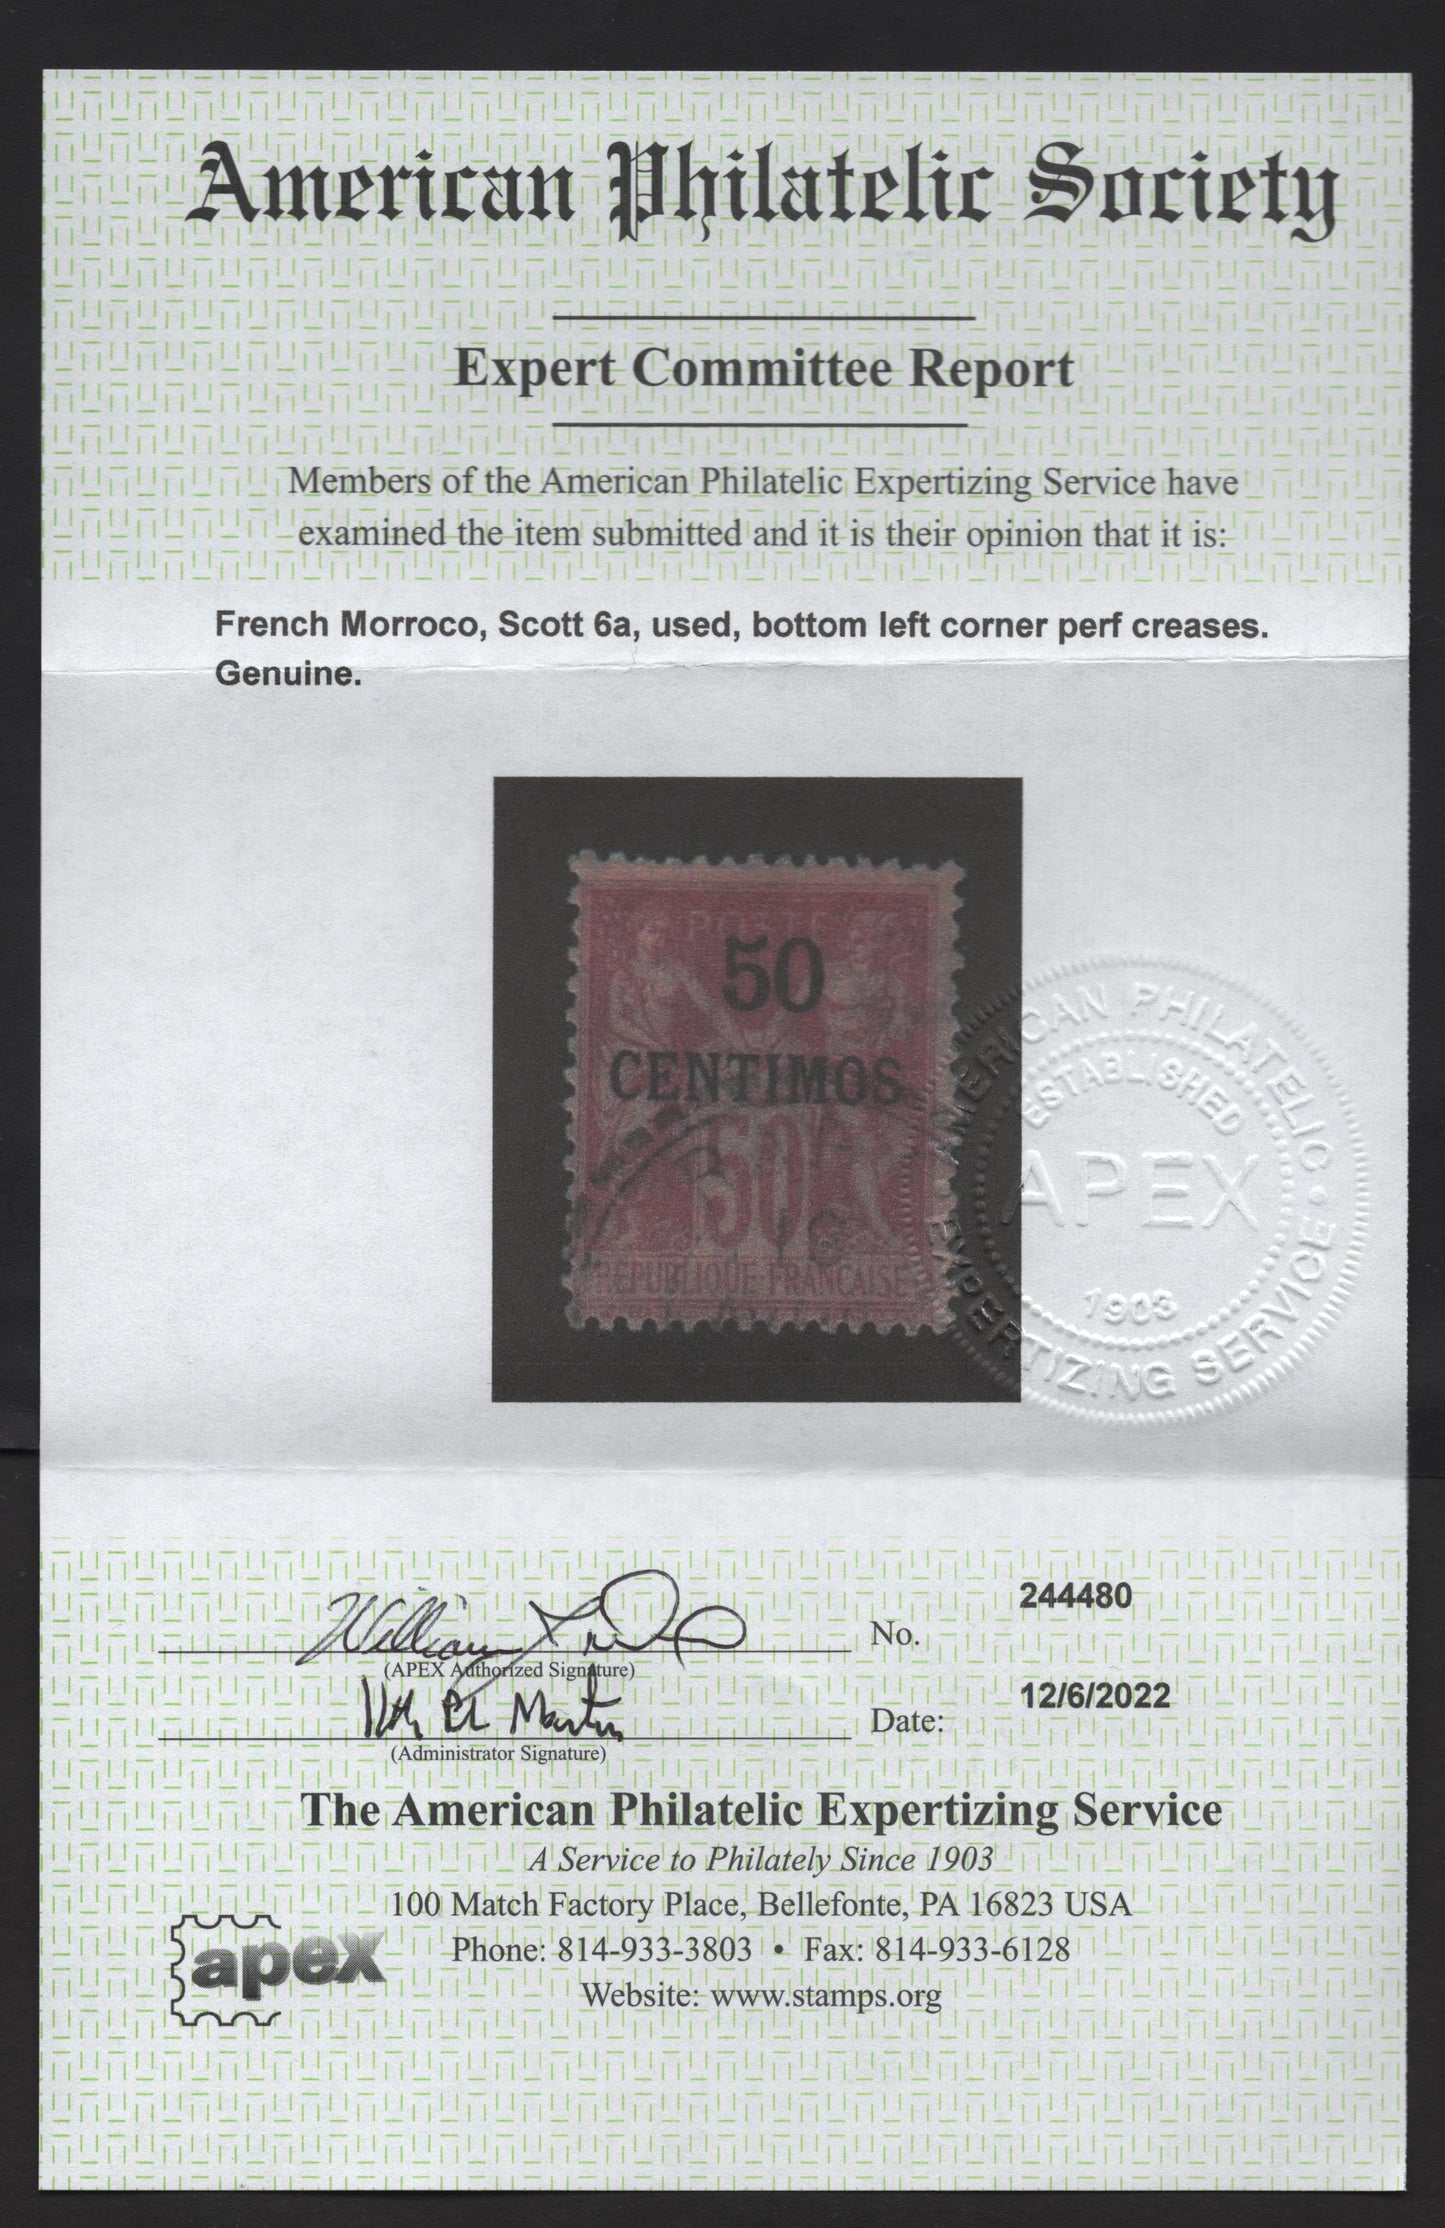 American Philatelic Society
Expert Committee Report
Members of the American Philatelic Expertizing Service have
examined the item submitted and it is their opinion that it is:
French Morroco, Scott 6a, used, bottom left corner perf creases.
Genuine.
POSTE
50
CENTIMOS
50
REPUBLIQUE FRANCAISE
AMERICAN PHILATELIC
ESTABLISHED
APEX
1903
EXPERTIZING SERVICE
244480
William
No.
(APEX Authorized Signature)
12/6/2022
Martin
Date:
(Administrator Signature)
The American Philatelic Expertizing Service
A Service to Philately Since 1903
100 Match Factory Place, Bellefonte, PA 16823 USA
apex
Phone: 814-933-3803 • Fax: 814-933-6128
Website: www.stamps.org